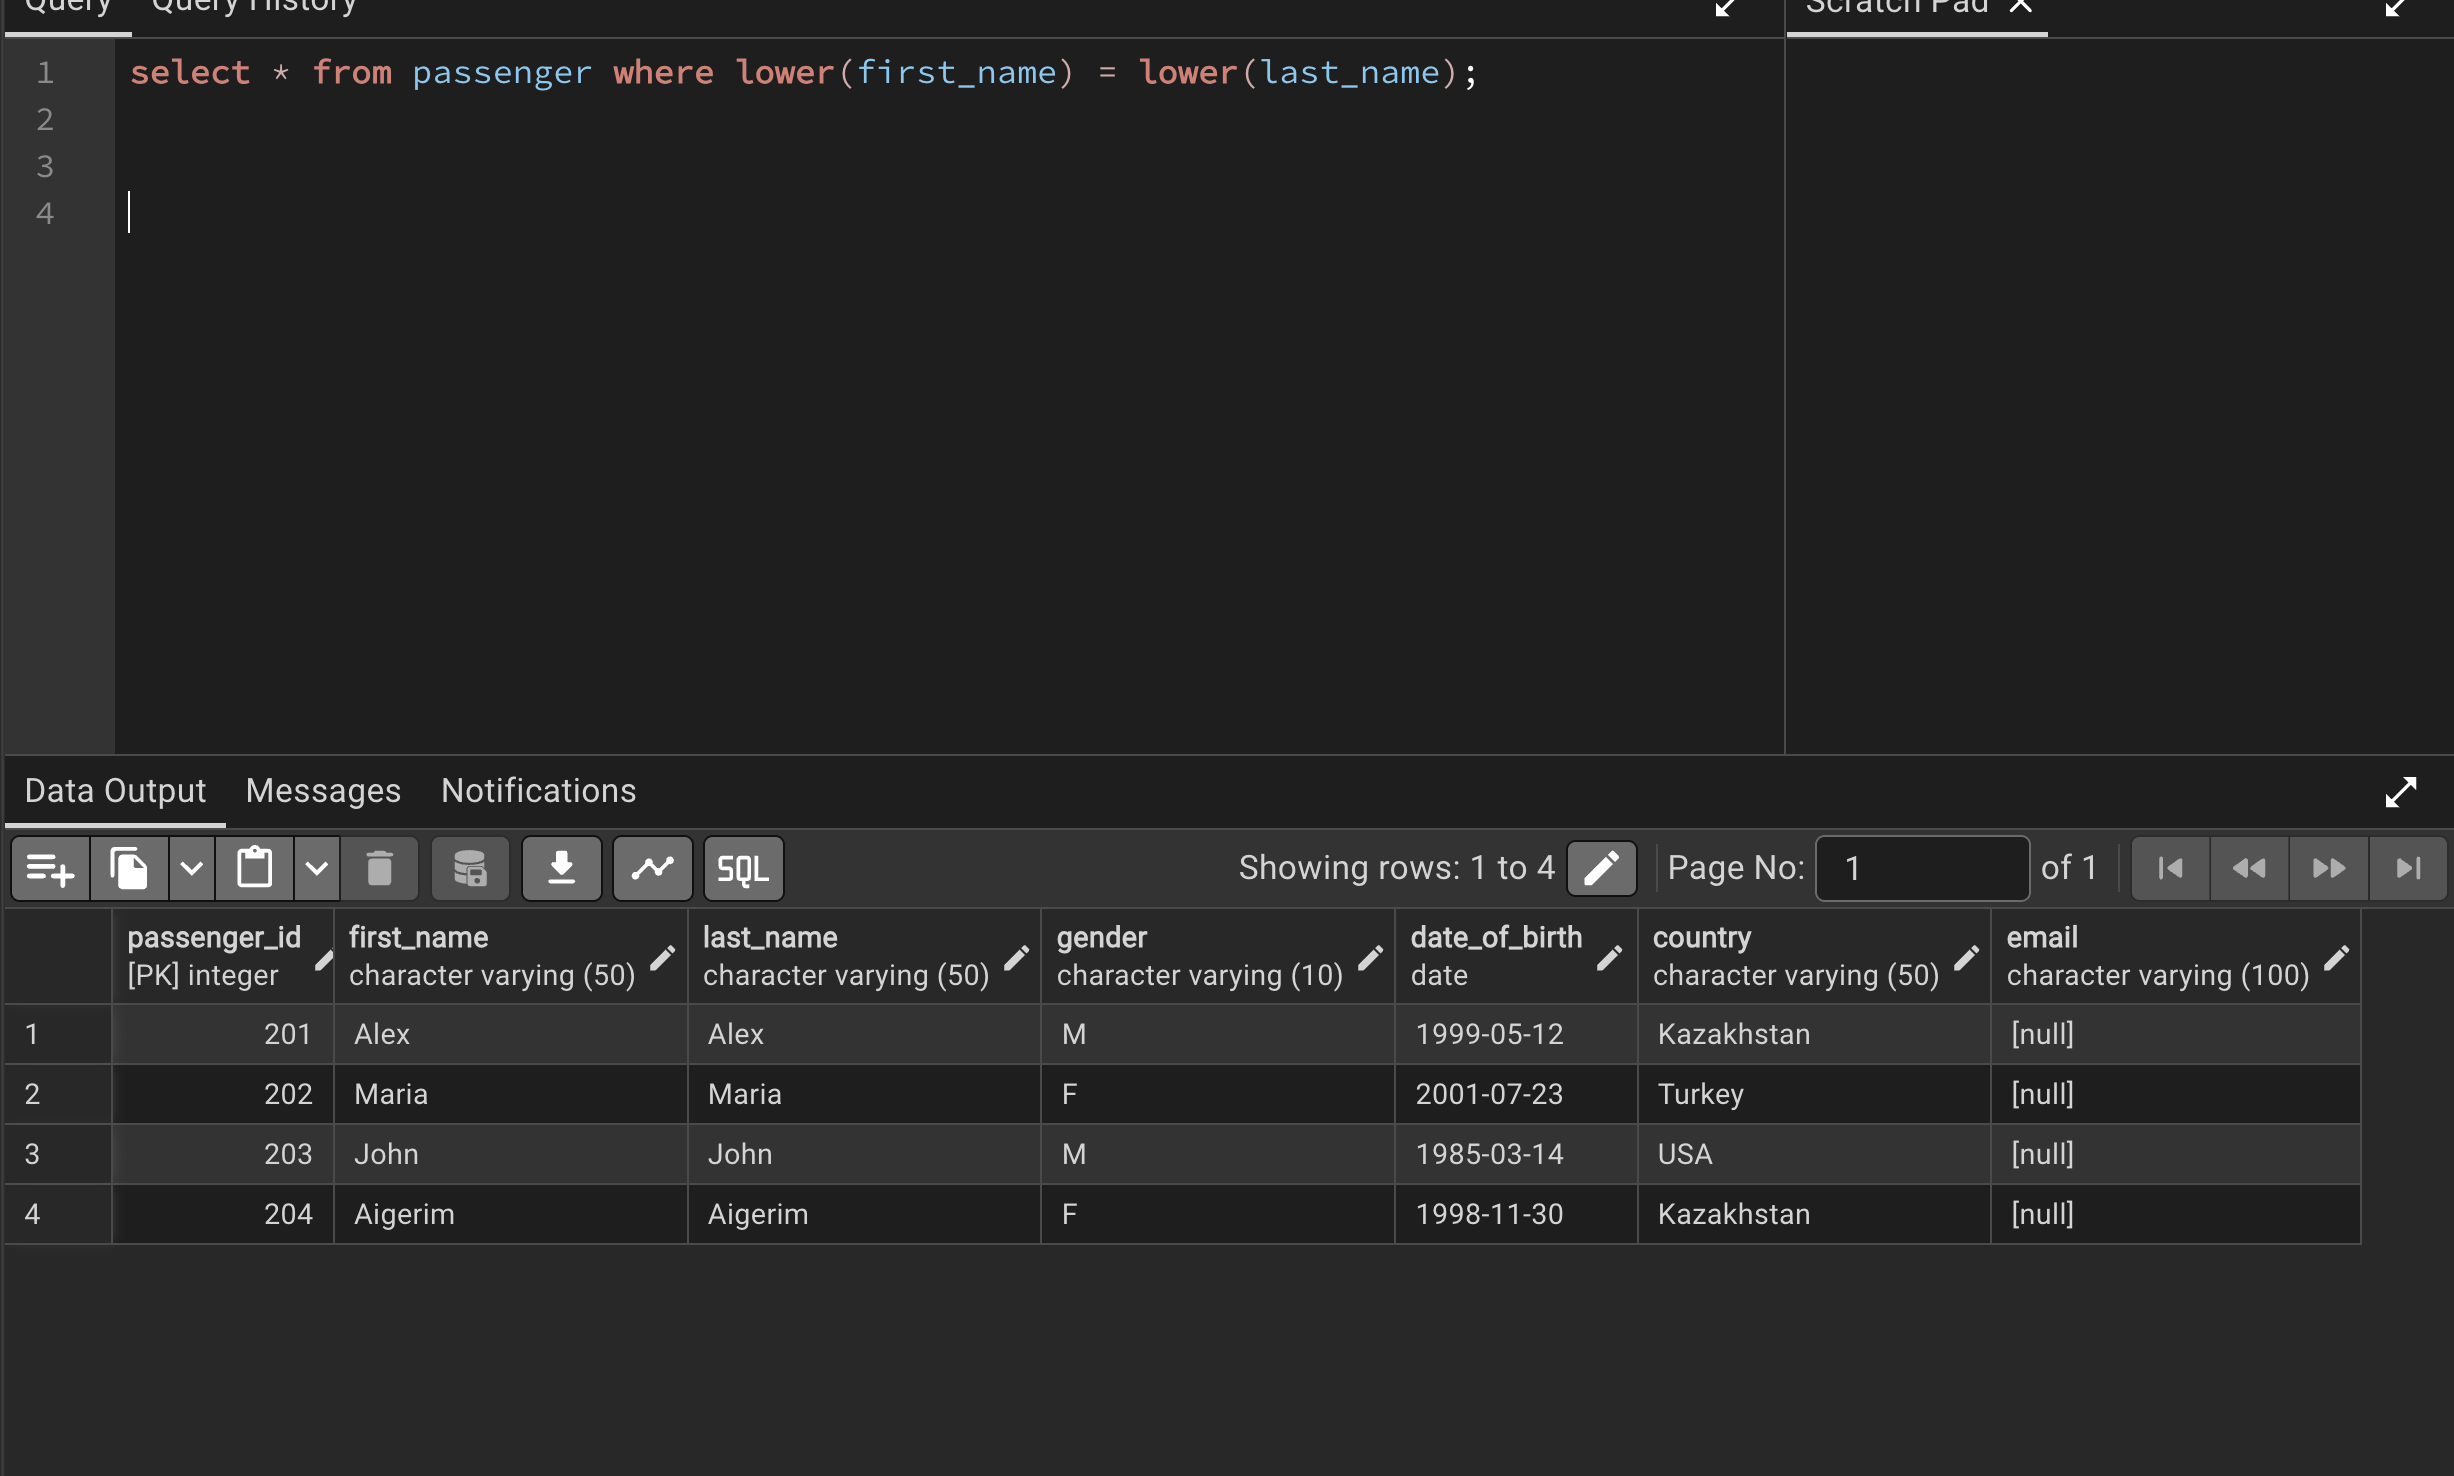 Query Query History Scratch Pad
1 select * from passenger where lower(first_name) = lower(last_name);
2
3
4
Data Output Messages Notifications
SQL Showing rows: 1 to 4 Page No: 1 of 1
passenger_id first_name last_name gender date_of_birth country email
[PK] integer character varying (50) character varying (50) character varying (10) date character varying (50) character varying (100)
1 201 Alex Alex M 1999-05-12 Kazakhstan [null]
2 202 Maria Maria F 2001-07-23 Turkey [null]
3 203 John John M 1985-03-14 USA [null]
4 204 Aigerim Aigerim F 1998-11-30 Kazakhstan [null]